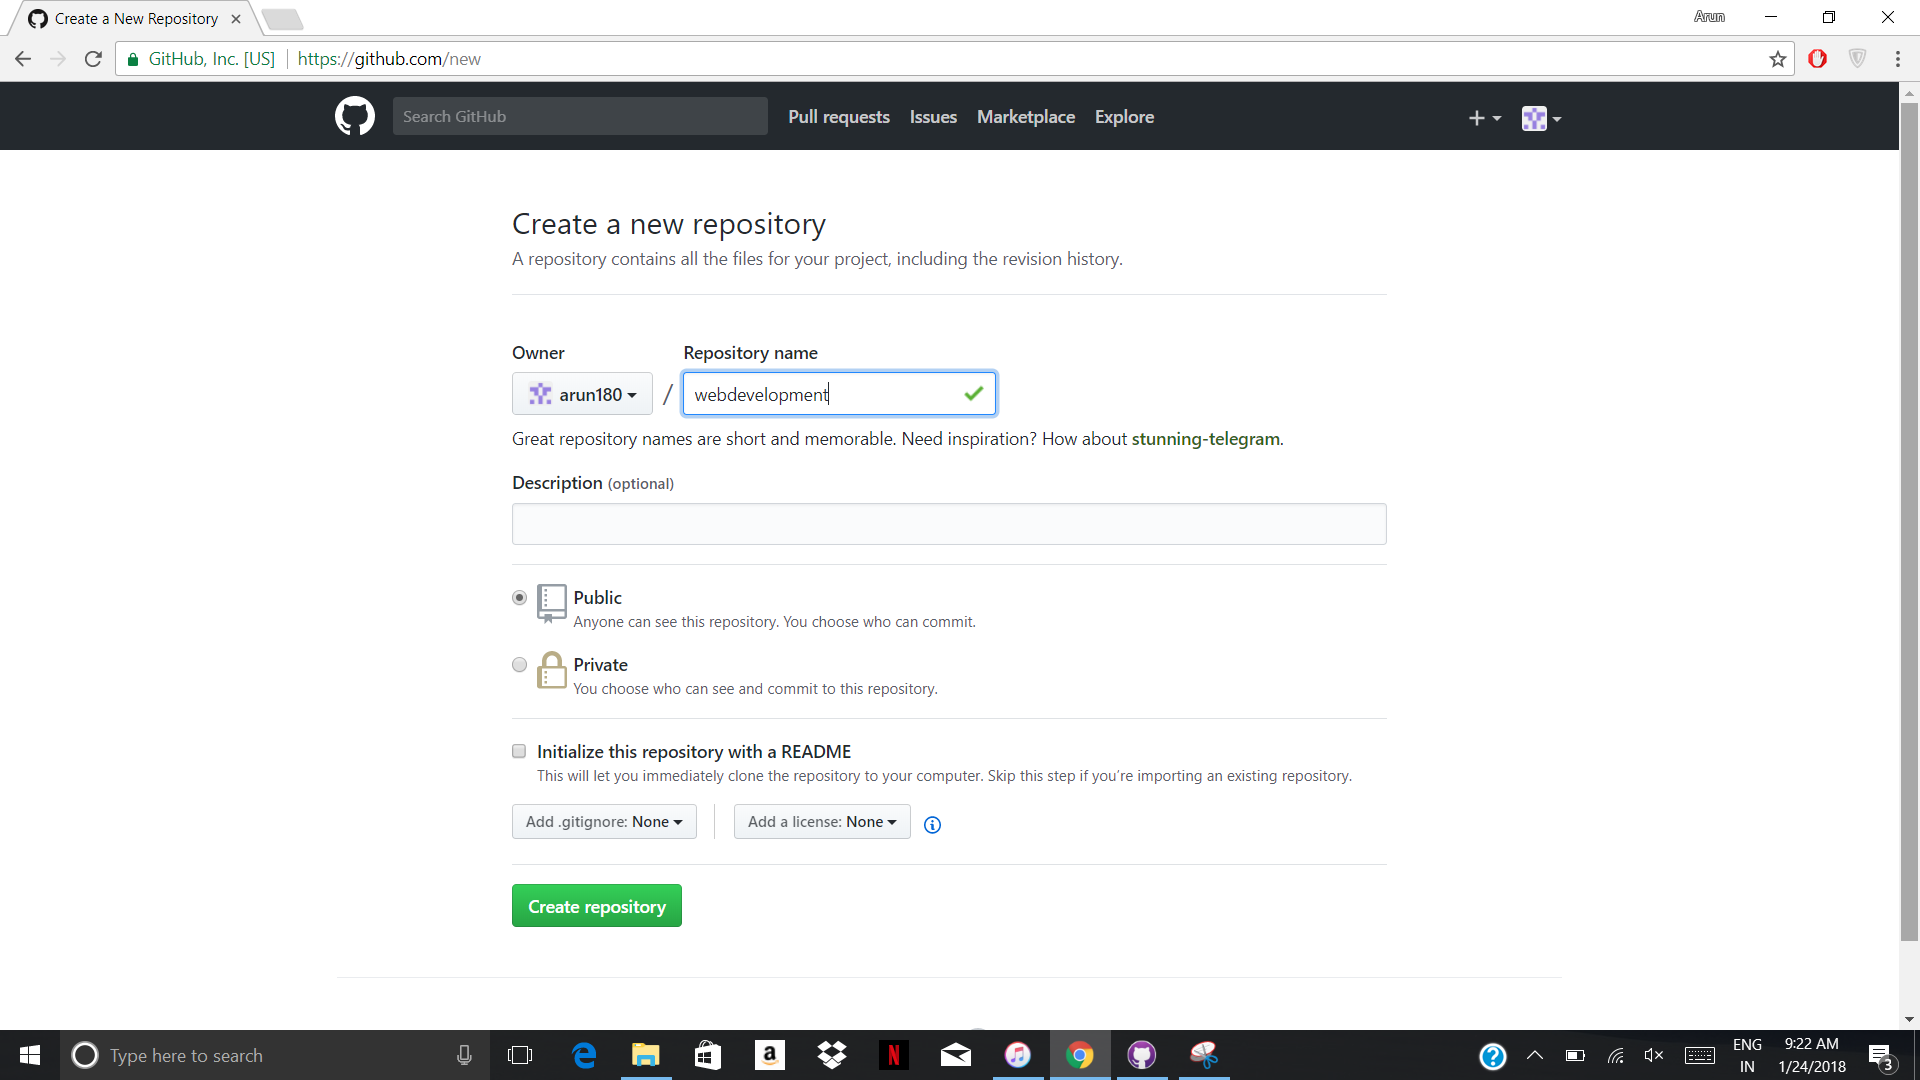 Create a New Repository
Arun
GitHub, Inc. [US] https://github.com/new
Search GitHub Pull requests Issues Marketplace Explore
Create a new repository
A repository contains all the files for your project, including the revision history.
Owner Repository name
arun180 / webdevelopment
Great repository names are short and memorable. Need inspiration? How about stunning-telegram.
Description (optional)
Public
Anyone can see this repository. You choose who can commit.
Private
You choose who can see and commit to this repository.
Initialize this repository with a README
This will let you immediately clone the repository to your computer. Skip this step if you’re importing an existing repository.
Add .gitignore: None Add a license: None
Create repository
Type here to search
a
N
ENG
IN
9:22 AM
1/24/2018
3